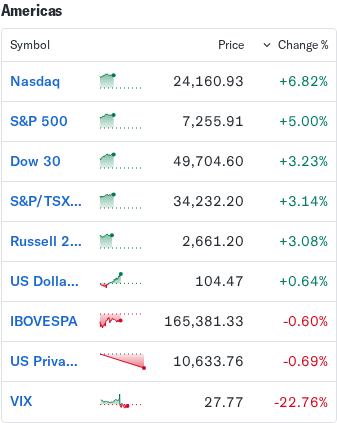 Americas
Symbol Price Change %
Nasdaq 24,160.93 +6.82%
S&P 500 7,255.91 +5.00%
Dow 30 49,704.60 +3.23%
S&P/TSX... 34,232.20 +3.14%
Russell 2... 2,661.20 +3.08%
US Dolla... 104.47 +0.64%
IBOVESPA 165,381.33 -0.60%
US Priva... 10,633.76 -0.69%
VIX 27.77 -22.76%